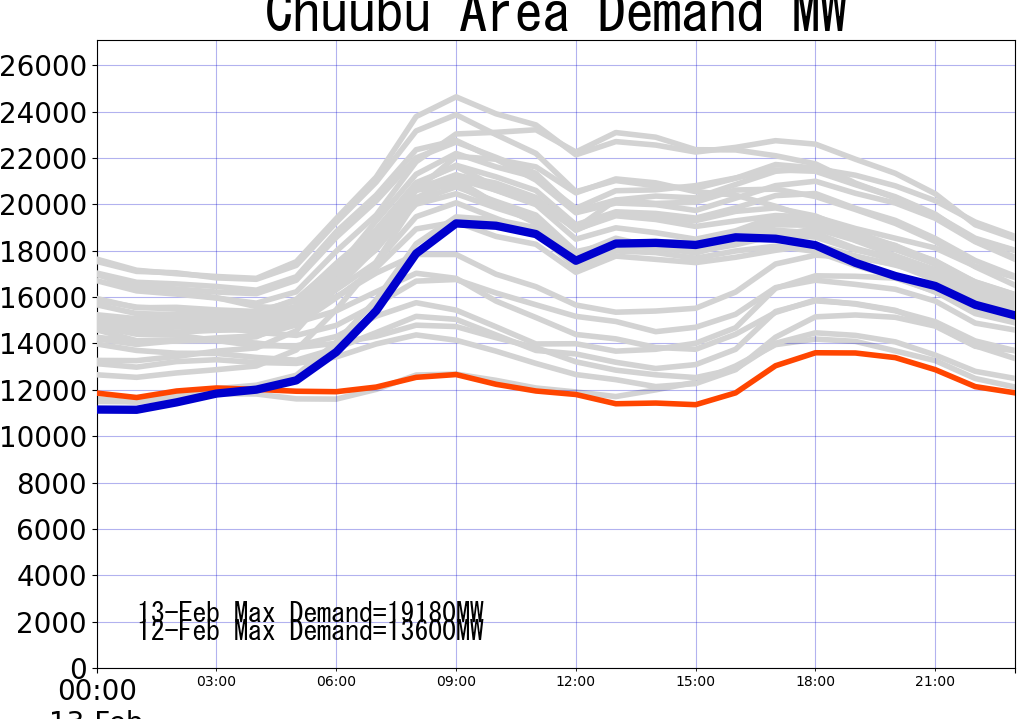 Chuubu Area Demand MW
26000
24000
22000
20000
18000
16000
14000
12000
10000
8000
6000
4000
2000
0
13-Feb Max Demand=19180MW
12-Feb Max Demand=13600MW
00:00 03:00 06:00 09:00 12:00 15:00 18:00 21:00
13-Feb